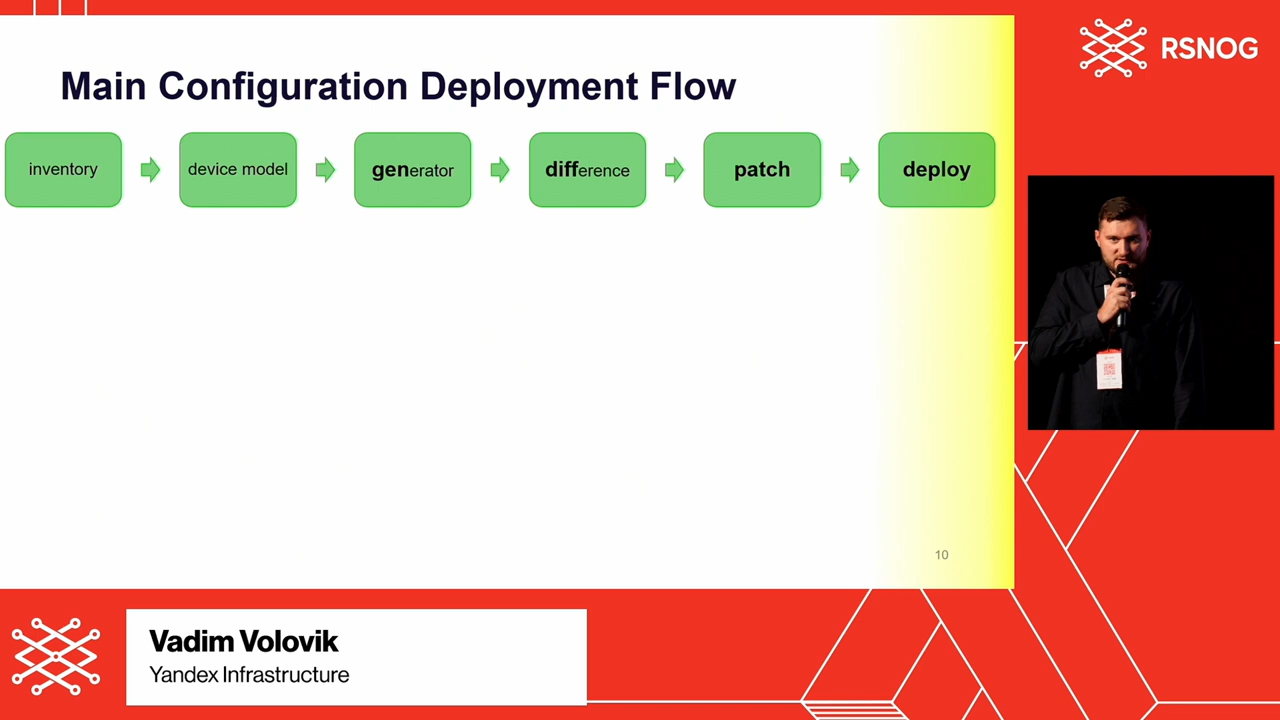 RSNOG
Main Configuration Deployment Flow
inventory
device model
generator
difference
patch
deploy
10
Vadim Volovik
Yandex Infrastructure